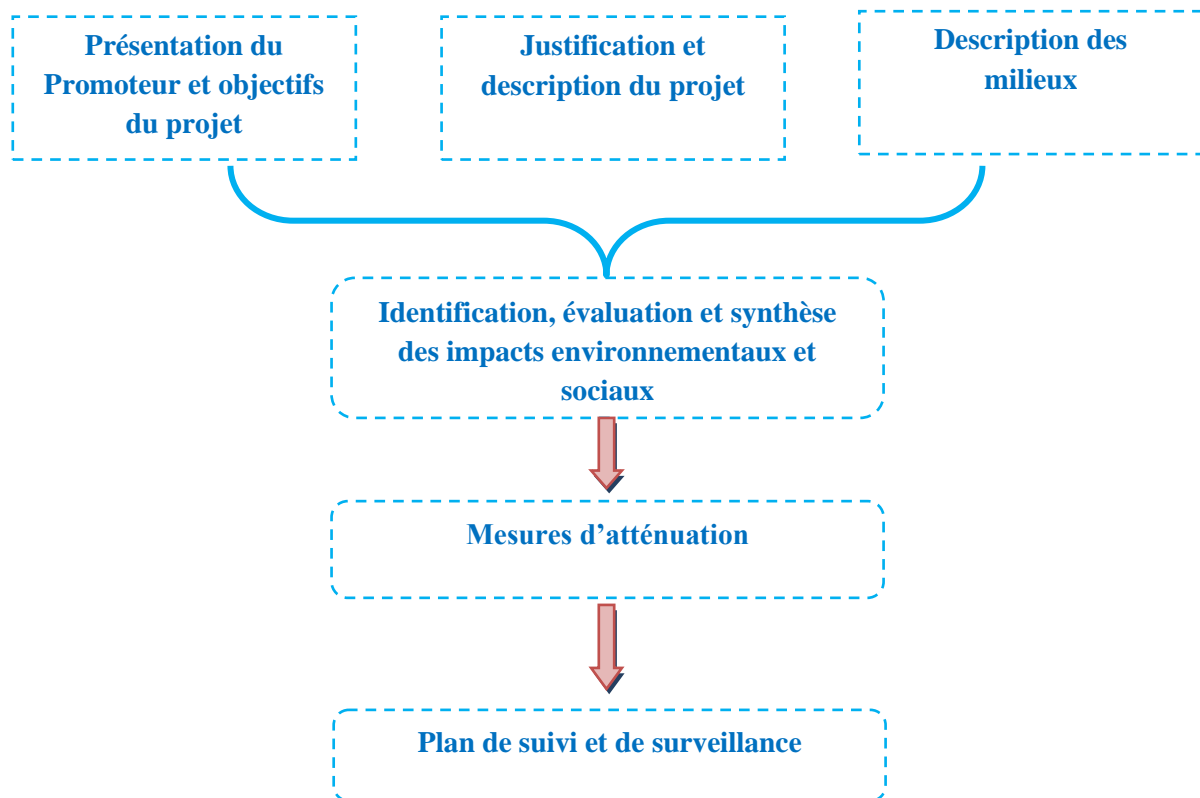 Présentation du
Promoteur et objectifs
du projet
Justification et
description du projet
Description des
milieux
Identification, évaluation et synthèse
des impacts environnementaux et
sociaux
Mesures d’atténuation
Plan de suivi et de surveillance